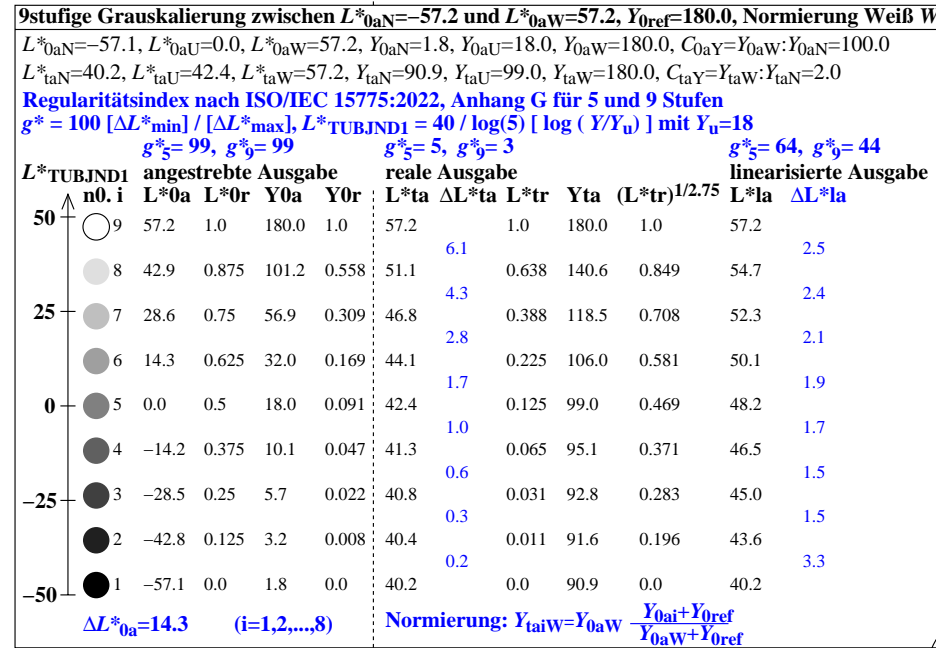 9stufige Grauskalierung zwischen L*0aN=−57.2 und L*0aW=57.2, Y0ref=180.0, Normierung Weiß W
L*0aN=−57.1, L*0aU=0.0, L*0aW=57.2, Y0aN=1.8, Y0aU=18.0, Y0aW=180.0, C0aY=Y0aW:Y0aN=100.0
L*taN=40.2, L*taU=42.4, L*taW=57.2, YtaN=90.9, YtaU=99.0, YtaW=180.0, CtaY=YtaW:YtaN=2.0
Regularitätsindex nach ISO/IEC 15775:2022, Anhang G für 5 und 9 Stufen
g* = 100 [ΔL*min] / [ΔL*max], L*TUBJND1 = 40 / log(5) [ log ( Y/Yu) ] mit Yu=18
g*5= 99, g*9= 99 g*5= 5, g*9= 3 g*5= 64, g*9= 44
L*TUBJND1 angestrebte Ausgabe reale Ausgabe linearisierte Ausgabe
n0. i L*0a L*0r Y0a Y0r L*ta ΔL*ta L*tr Yta (L*tr)1/2.75 L*la ΔL*la
50 9 57.2 1.0 180.0 1.0 57.2 1.0 180.0 1.0 57.2
6.1 2.5
8 42.9 0.875 101.2 0.558 51.1 0.638 140.6 0.849 54.7
4.3 2.4
25 7 28.6 0.75 56.9 0.309 46.8 0.388 118.5 0.708 52.3
2.8 2.1
6 14.3 0.625 32.0 0.169 44.1 0.225 106.0 0.581 50.1
1.7 1.9
0 5 0.0 0.5 18.0 0.091 42.4 0.125 99.0 0.469 48.2
1.0 1.7
4 −14.2 0.375 10.1 0.047 41.3 0.065 95.1 0.371 46.5
0.6 1.5
−25 3 −28.5 0.25 5.7 0.022 40.8 0.031 92.8 0.283 45.0
0.3 1.5
2 −42.8 0.125 3.2 0.008 40.4 0.011 91.6 0.196 43.6
0.2 3.3
−50 1 −57.1 0.0 1.8 0.0 40.2 0.0 90.9 0.0 40.2
ΔL*0a=14.3 (i=1,2,...,8) Normierung: YtaiW=Y0aW Y0ai+Y0ref
Y0aW+Y0ref